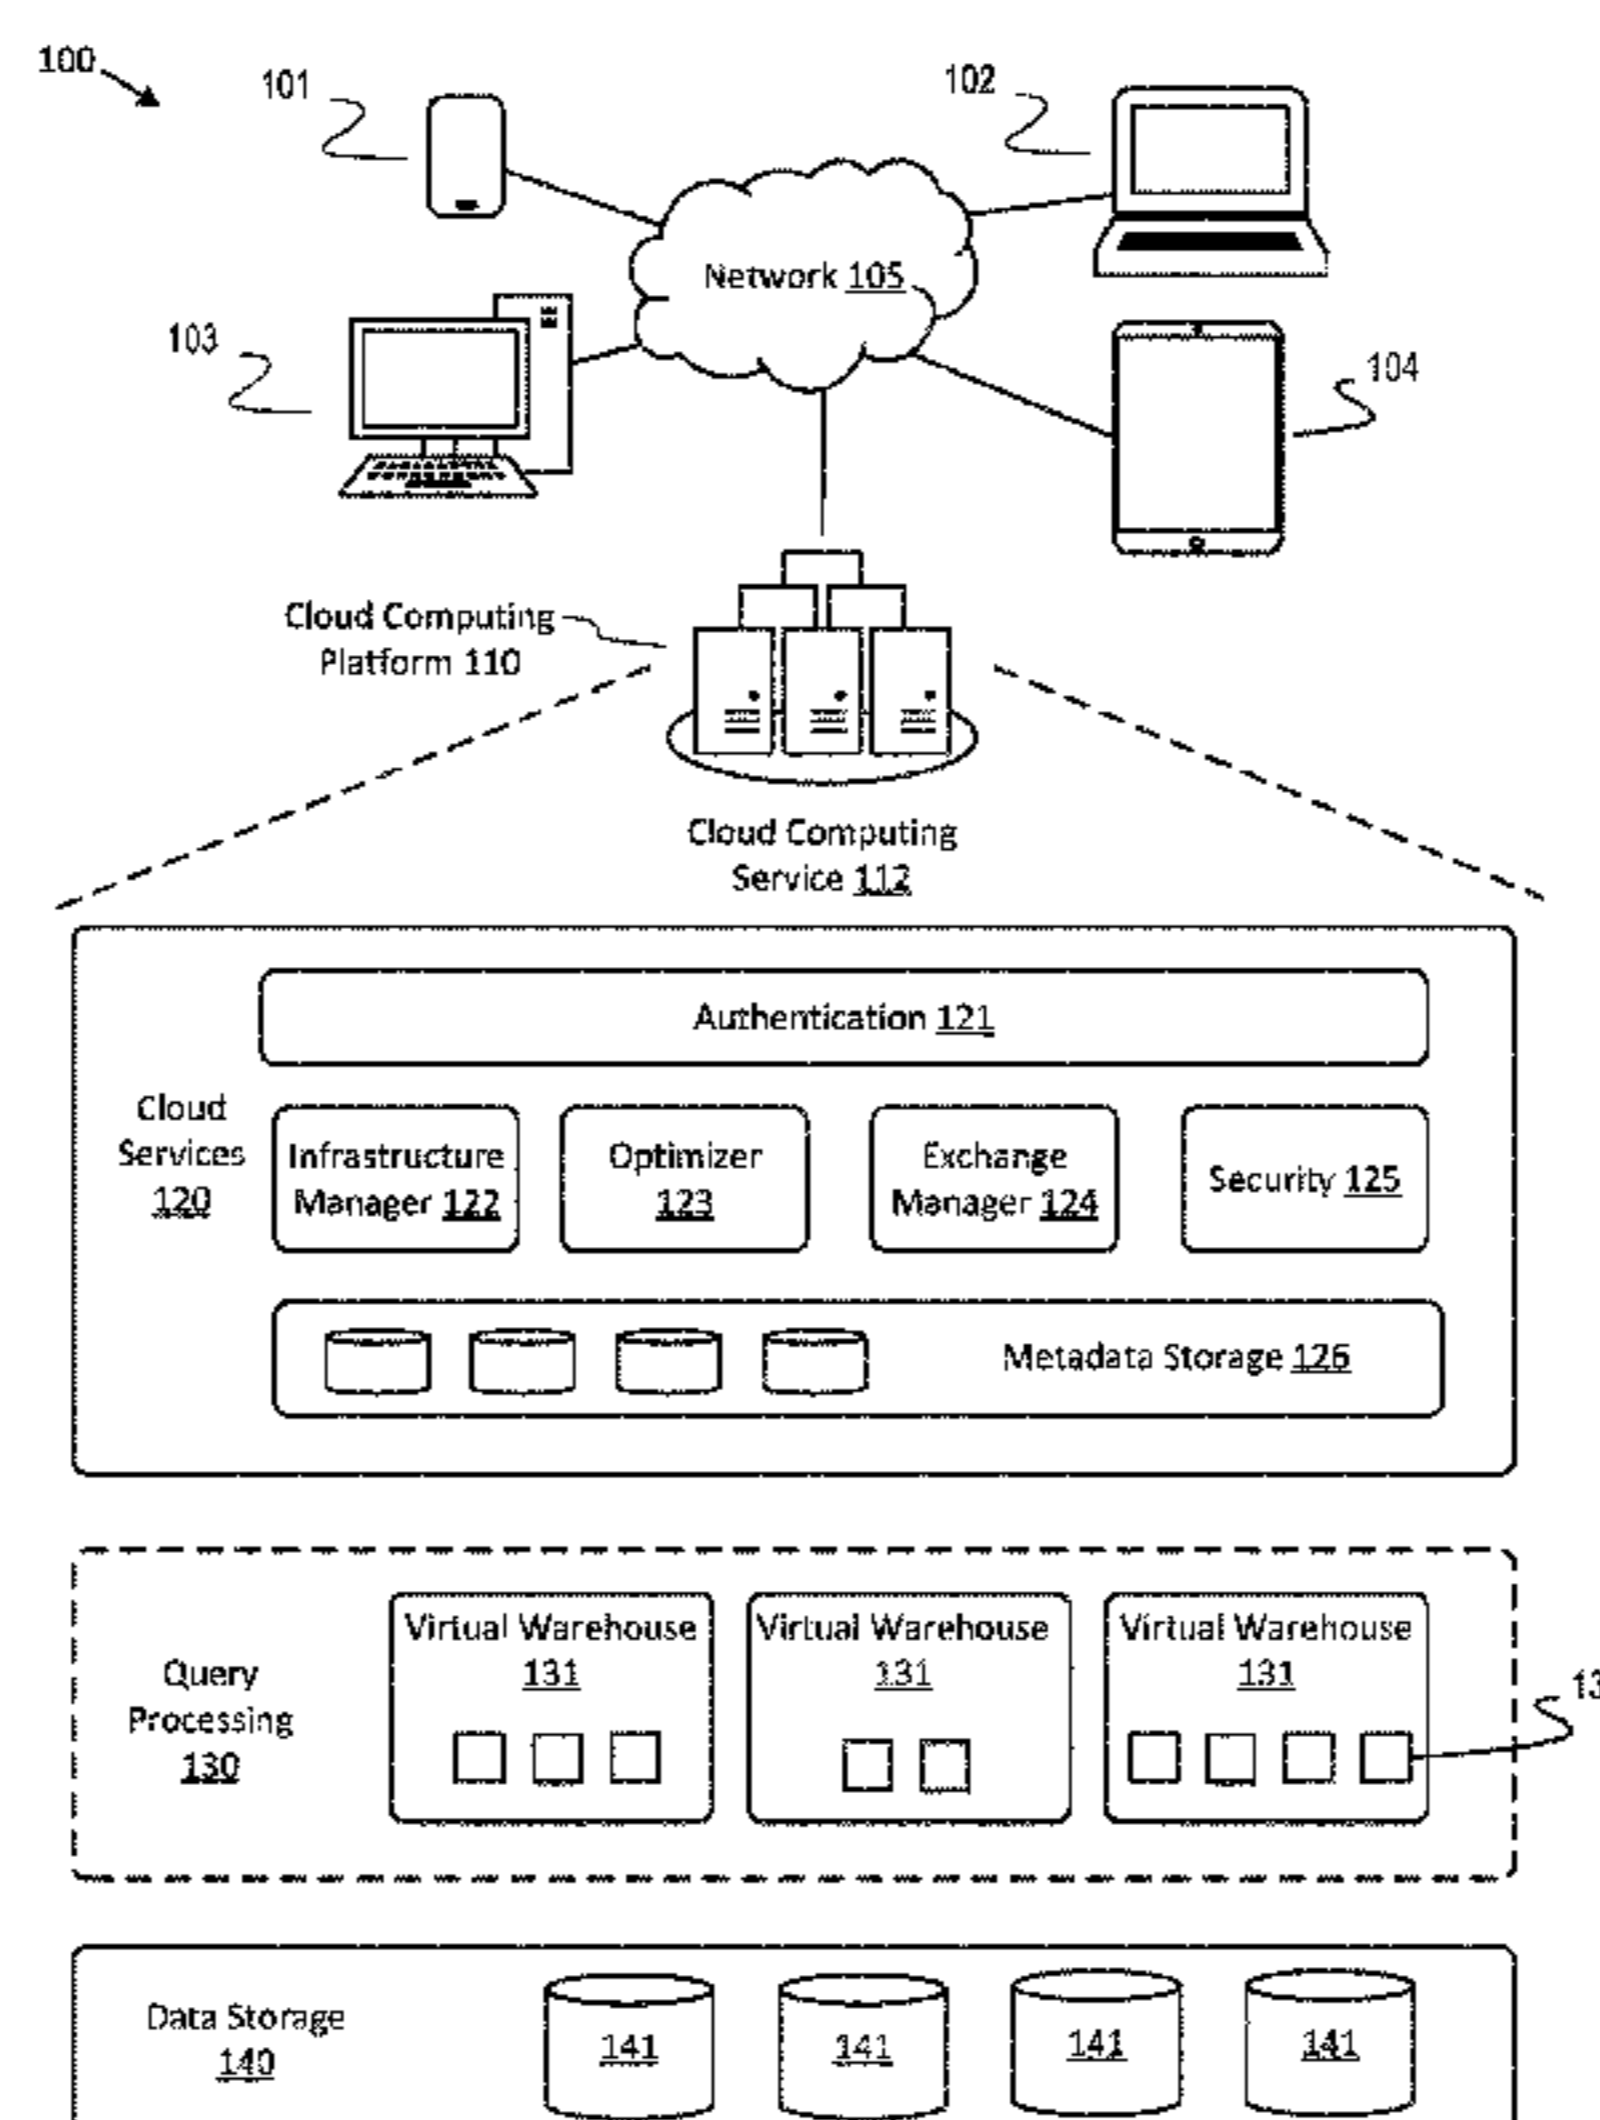 100
101
102
Network 105
103
104
Cloud Computing
Platform 110
Cloud Computing
Service 112
Authentication 121
Cloud
Services
120
Infrastructure
Manager 122
Optimizer
123
Exchange
Manager 124
Security 125
Metadata Storage 126
Query
Processing
130
Virtual Warehouse
131
Virtual Warehouse
131
Virtual Warehouse
131
Data Storage
140
141
141
141
141